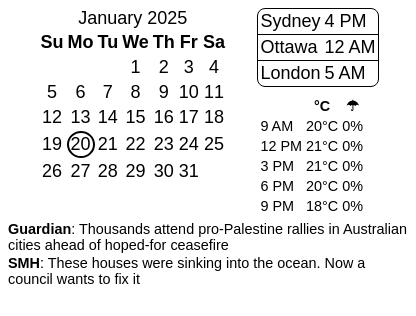 January 2025
Su Mo Tu We Th Fr Sa
1 2 3 4
5 6 7 8 9 10 11
12 13 14 15 16 17 18
19 20 21 22 23 24 25
26 27 28 29 30 31
Sydney 4 PM
Ottawa 12 AM
London 5 AM
°C ☂
9 AM 20°C 0%
12 PM 21°C 0%
3 PM 21°C 0%
6 PM 20°C 0%
9 PM 18°C 0%
Guardian: Thousands attend pro-Palestine rallies in Australian
cities ahead of hoped-for ceasefire
SMH: These houses were sinking into the ocean. Now a
council wants to fix it